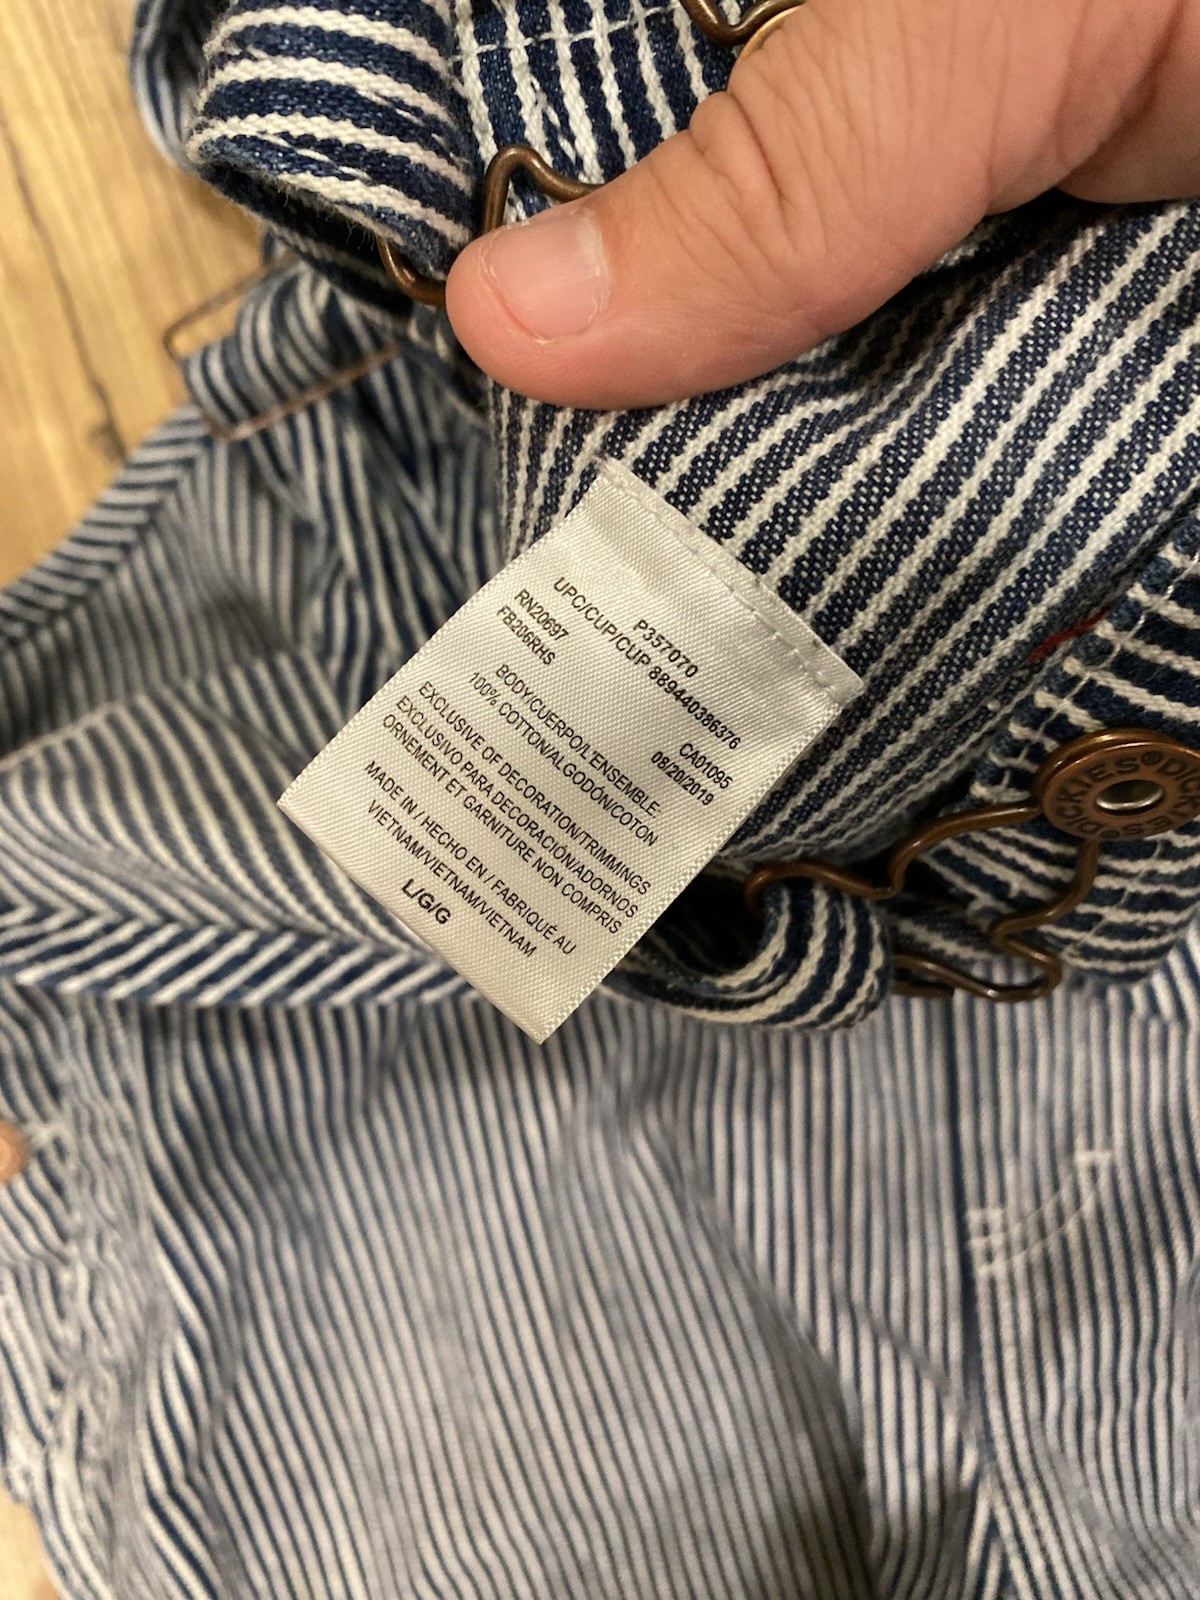 P357070
UPC/CUP/CUP 889440386376
RN20697 CA01095
FB206RHS 08/20/2019
BODY/CUERPO/L'ENSEMBLE:
100% COTTON/ALGODÓN/COTON
EXCLUSIVE OF DECORATION/TRIMMINGS
EXCLUSIVO PARA DECORACIÓN/ADORNOS
ORNEMENT ET GARNITURE NON COMPRIS
MADE IN / HECHO EN / FABRIQUÉ AU
VIETNAM/VIETNAM/VIETNAM
L/G/G
DICKIES®